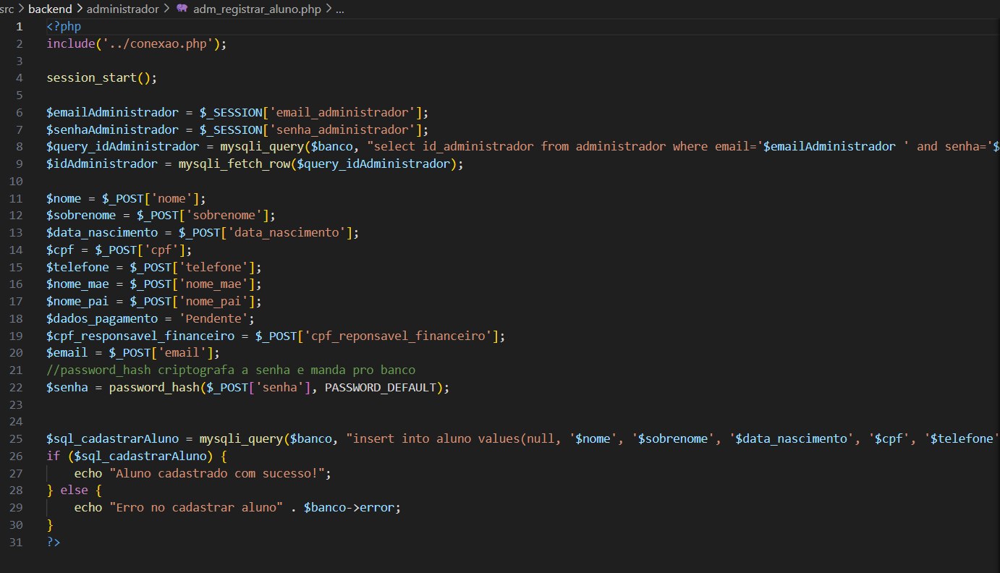 src > backend > administrador > adm_registrar_aluno.php > ...
1 <?php
2 include('../conexao.php');
3
4 session_start();
5
6 $emailAdministrador = $_SESSION['email_administrador'];
7 $senhaAdministrador = $_SESSION['senha_administrador'];
8 $query_idAdministrador = mysqli_query($banco, "select id_administrador from administrador where email='$emailAdministrador ' and senha='$
9 $idAdministrador = mysqli_fetch_row($query_idAdministrador);
10
11 $nome = $_POST['nome'];
12 $sobrenome = $_POST['sobrenome'];
13 $data_nascimento = $_POST['data_nascimento'];
14 $cpf = $_POST['cpf'];
15 $telefone = $_POST['telefone'];
16 $nome_mae = $_POST['nome_mae'];
17 $nome_pai = $_POST['nome_pai'];
18 $dados_pagamento = 'Pendente';
19 $cpf_responsavel_financeiro = $_POST['cpf_reponsavel_financeiro'];
20 $email = $_POST['email'];
21 //password_hash criptografa a senha e manda pro banco
22 $senha = password_hash($_POST['senha'], PASSWORD_DEFAULT);
23
24
25 $sql_cadastrarAluno = mysqli_query($banco, "insert into aluno values(null, '$nome', '$sobrenome', '$data_nascimento', '$cpf', '$telefone'
26 if ($sql_cadastrarAluno) {
27 echo "Aluno cadastrado com sucesso!";
28 } else {
29 echo "Erro no cadastrar aluno" . $banco->error;
30 }
31 ?>